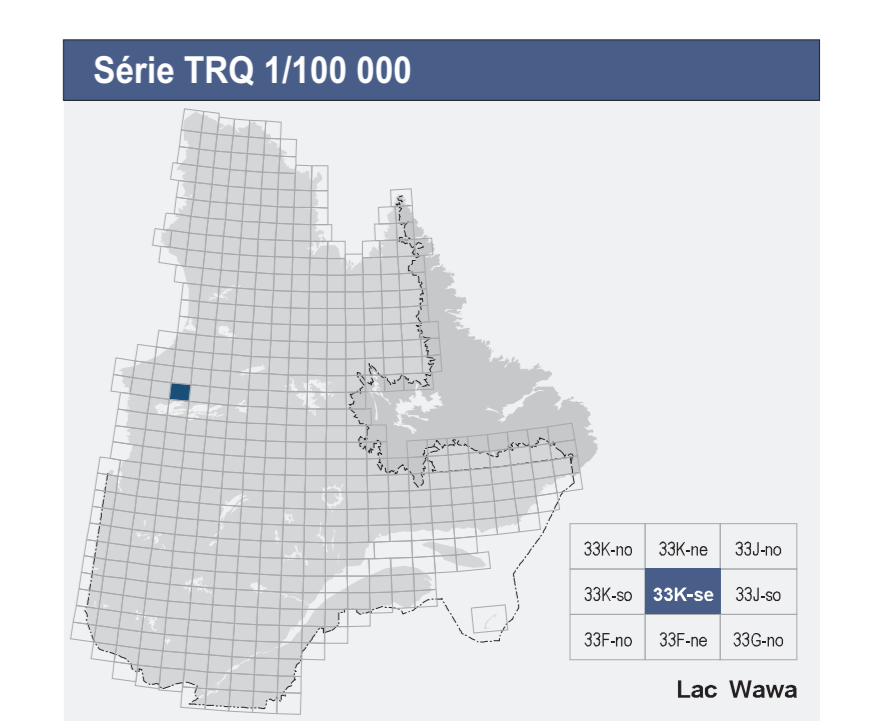 Série TRQ 1/100 000
33K-no 33K-ne 33J-no
33K-so 33K-se 33J-so
33F-no 33F-ne 33G-no
Lac Wawa